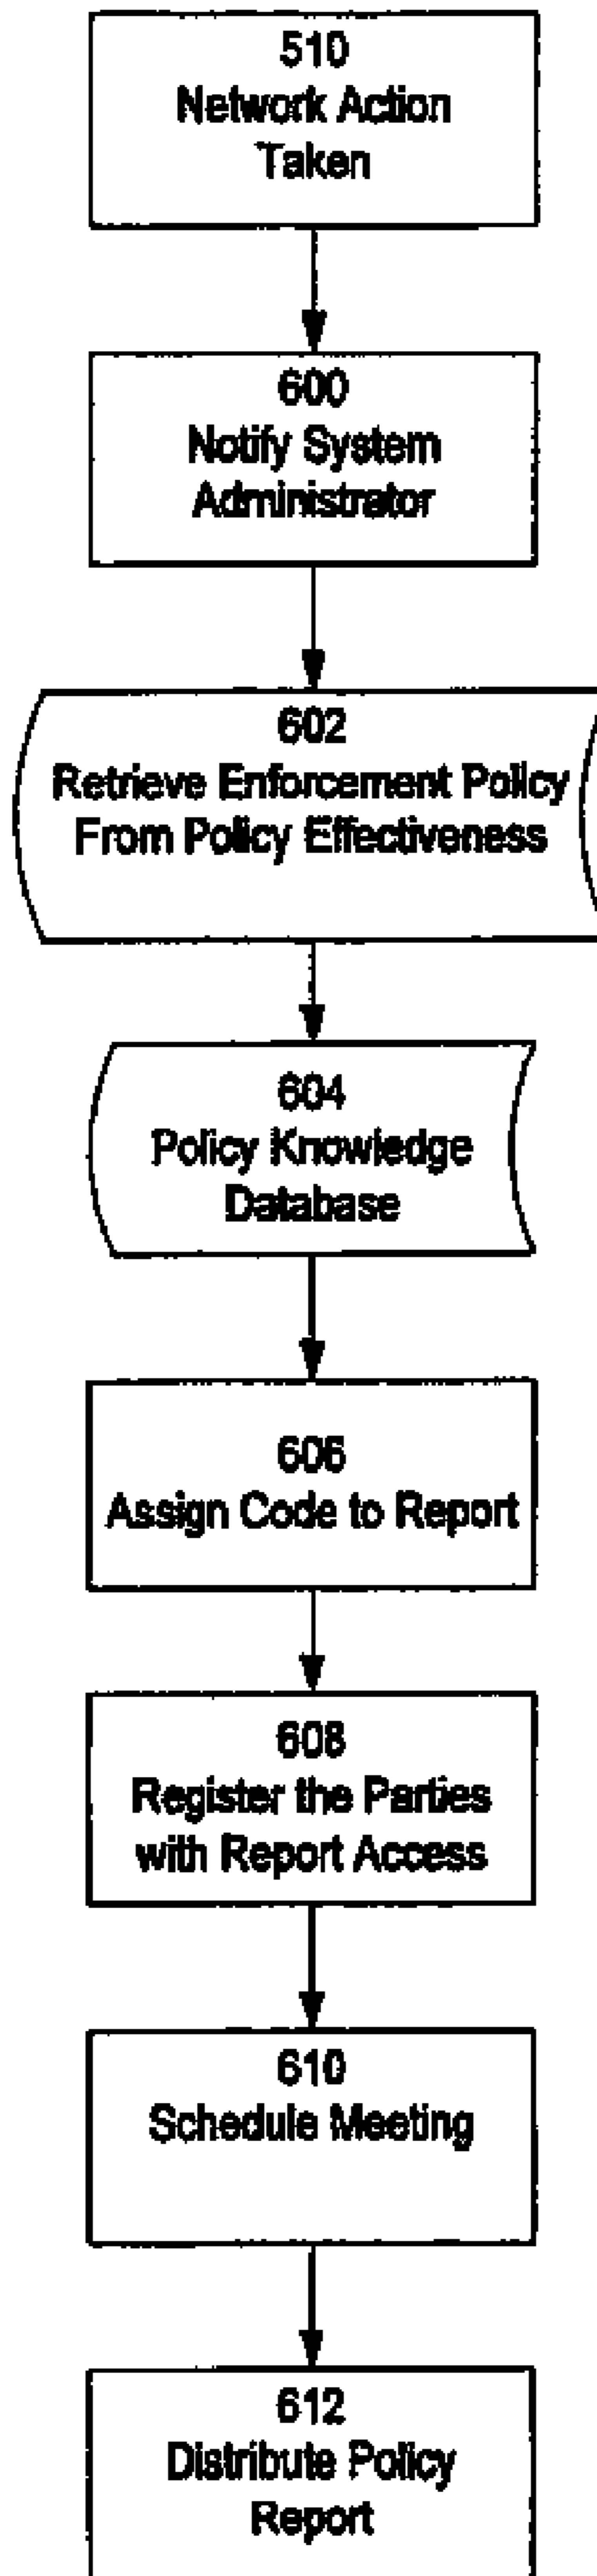 510
Network Action
Taken
600
Notify System
Administrator
602
Retrieve Enforcement Policy
From Policy Effectiveness
604
Policy Knowledge
Database
606
Assign Code to Report
608
Register the Parties
with Report Access
610
Schedule Meeting
612
Distribute Policy
Report